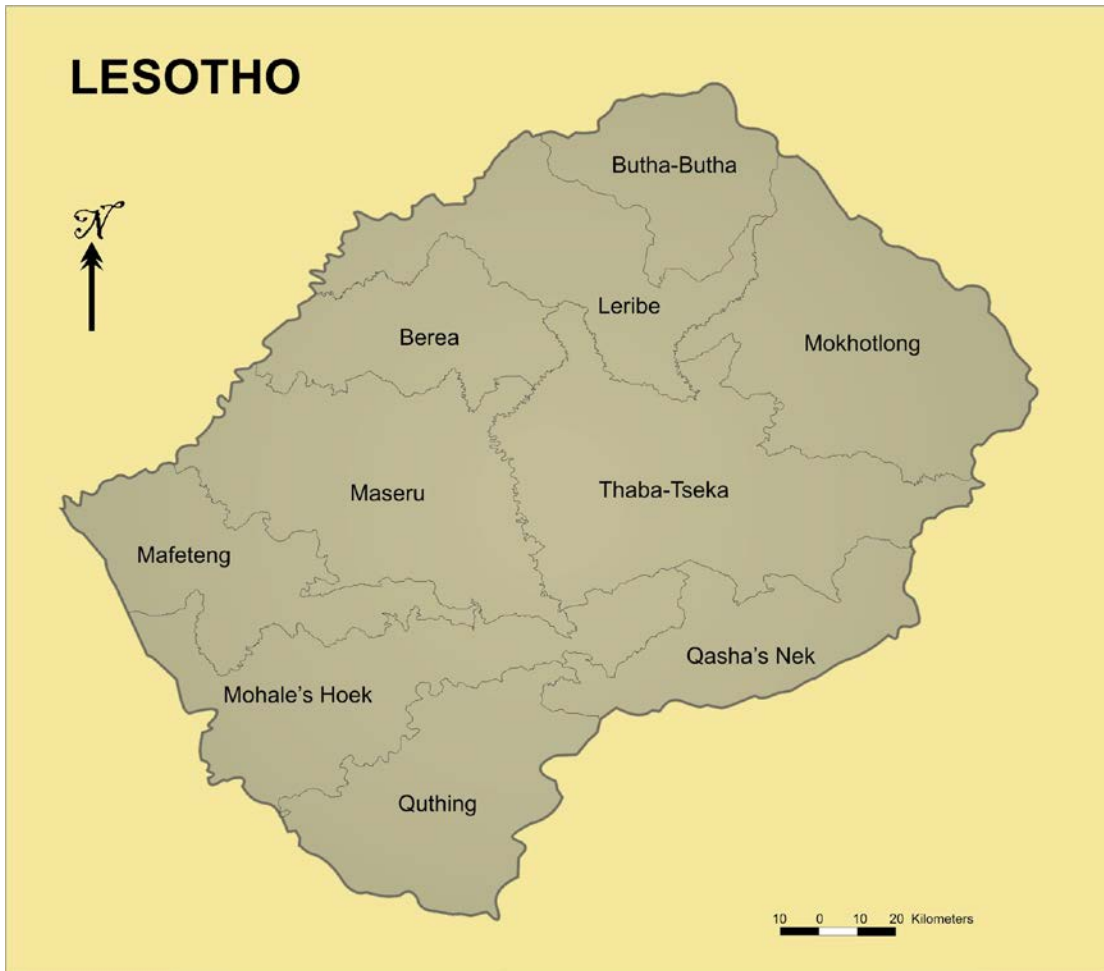 LESOTHO
N
Butha-Butha
Leribe
Berea
Mokhotlong
Maseru
Thaba-Tseka
Mafeteng
Qasha's Nek
Mohale's Hoek
Quthing
10 0 10 20 Kilometers